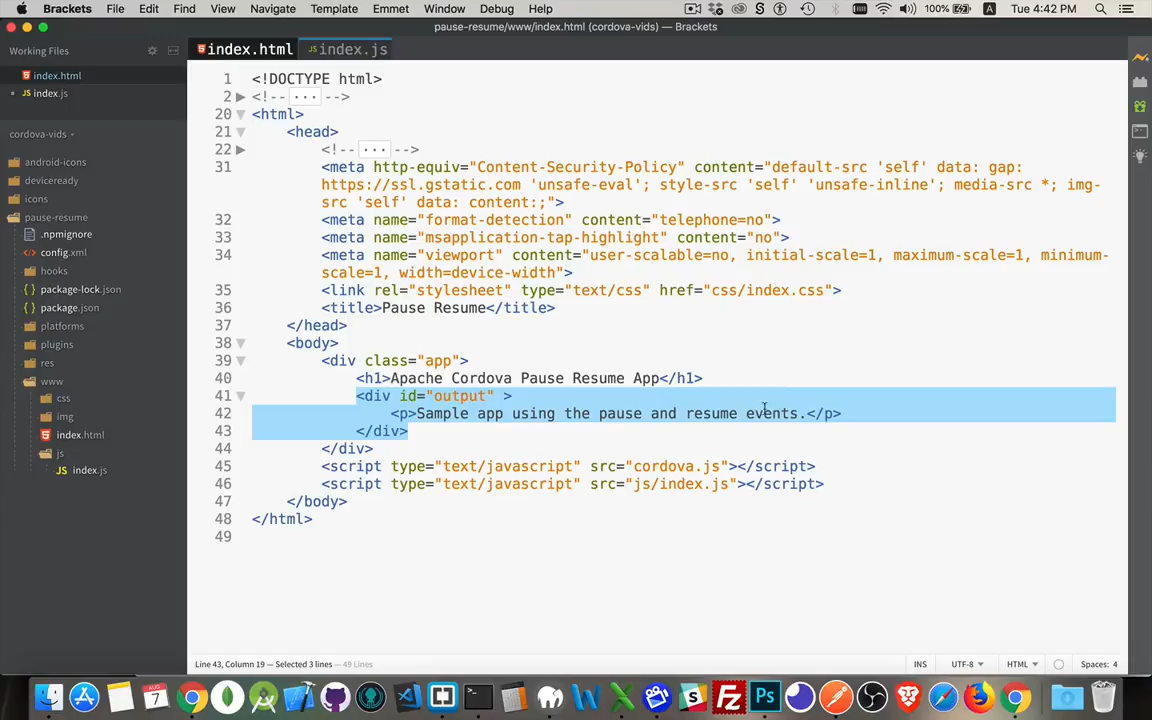 Brackets File Edit Find View Navigate Template Emmet Window Debug Help 100% A Tue 4:42 PM
pause-resume/www/index.html (cordova-vids) — Brackets
Working Files
index.html
index.js
cordova-vids
android-icons
deviceready
icons
pause-resume
.npmignore
config.xml
hooks
package-lock.json
package.json
platforms
plugins
res
www
css
img
index.html
js
index.js
index.html index.js
1 <!DOCTYPE html>
2 <!-- ... -->
20 <html>
21 <head>
22 <!-- ... -->
31 <meta http-equiv="Content-Security-Policy" content="default-src 'self' data: gap:
https://ssl.gstatic.com 'unsafe-eval'; style-src 'self' 'unsafe-inline'; media-src *; img-
src 'self' data: content:;">
32 <meta name="format-detection" content="telephone=no">
33 <meta name="msapplication-tap-highlight" content="no">
34 <meta name="viewport" content="user-scalable=no, initial-scale=1, maximum-scale=1, minimum-
scale=1, width=device-width">
35 <link rel="stylesheet" type="text/css" href="css/index.css">
36 <title>Pause Resume</title>
37 </head>
38 <body>
39 <div class="app">
40 <h1>Apache Cordova Pause Resume App</h1>
41 <div id="output" >
42 <p>Sample app using the pause and resume events.</p>
43 </div>
44 </div>
45 <script type="text/javascript" src="cordova.js"></script>
46 <script type="text/javascript" src="js/index.js"></script>
47 </body>
48 </html>
49
Line 43, Column 19 — Selected 3 lines — 49 Lines INS UTF-8 HTML Spaces: 4